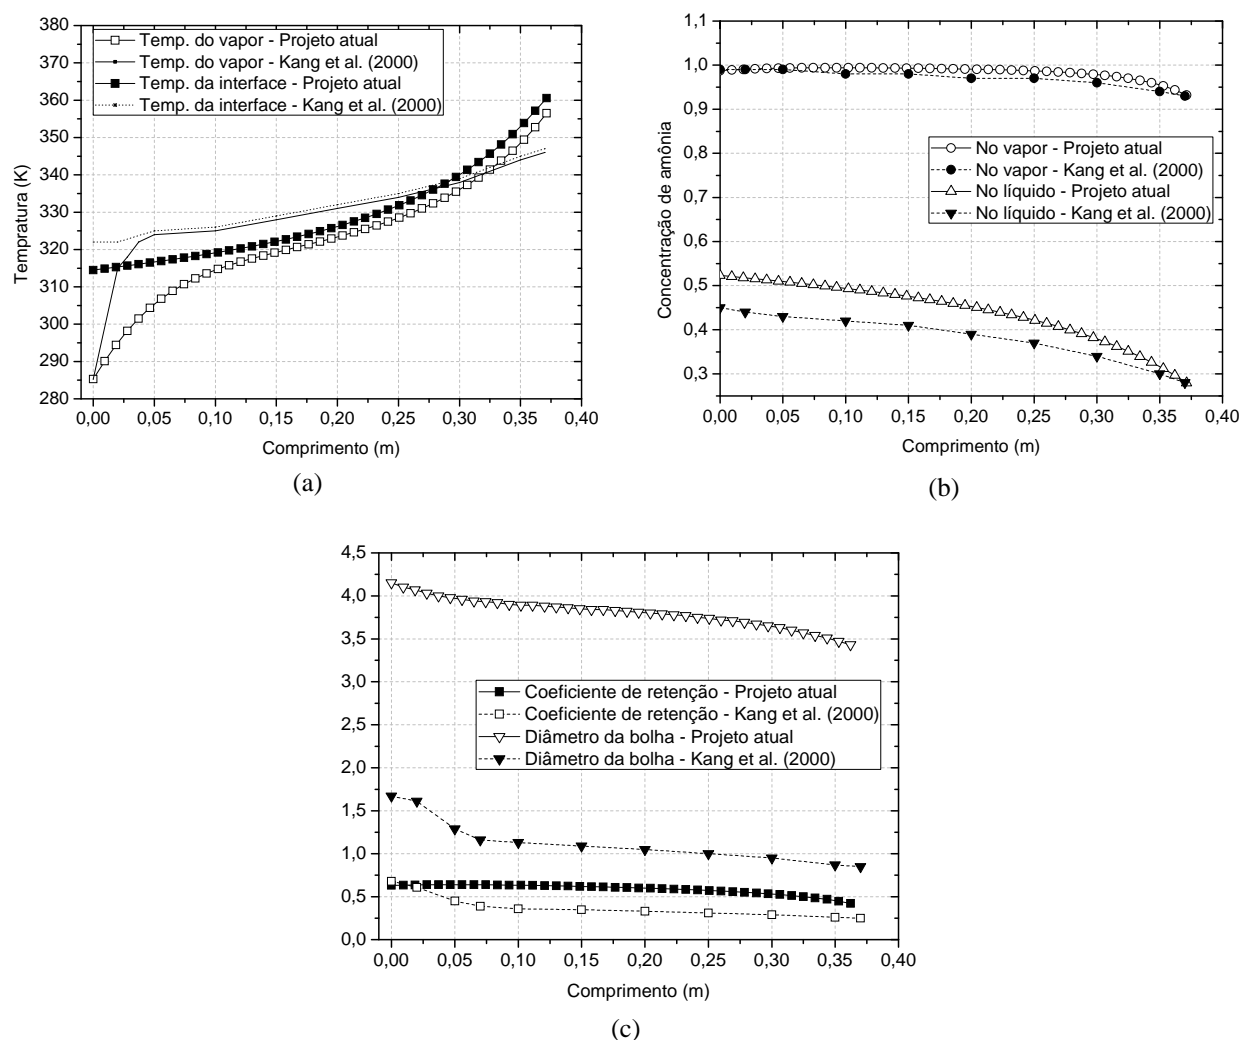 380
370
360
350
340
330
320
310
300
290
280
Tempratura (K)
Temp. do vapor - Projeto atual
Temp. do vapor - Kang et al. (2000)
Temp. da interface - Projeto atual
Temp. da interface - Kang et al. (2000)
0,00 0,05 0,10 0,15 0,20 0,25 0,30 0,35 0,40
Comprimento (m)
(a)
1,1
1,0
0,9
0,8
0,7
0,6
0,5
0,4
0,3
Concentração de amônia
No vapor - Projeto atual
No vapor - Kang et al. (2000)
No líquido - Projeto atual
No líquido - Kang et al. (2000)
0,00 0,05 0,10 0,15 0,20 0,25 0,30 0,35 0,40
Comprimento (m)
(b)
4,5
4,0
3,5
3,0
2,5
2,0
1,5
1,0
0,5
0,0
Coeficiente de retenção - Projeto atual
Coeficiente de retenção - Kang et al. (2000)
Diâmetro da bolha - Projeto atual
Diâmetro da bolha - Kang et al. (2000)
0,00 0,05 0,10 0,15 0,20 0,25 0,30 0,35 0,40
Comprimento (m)
(c)